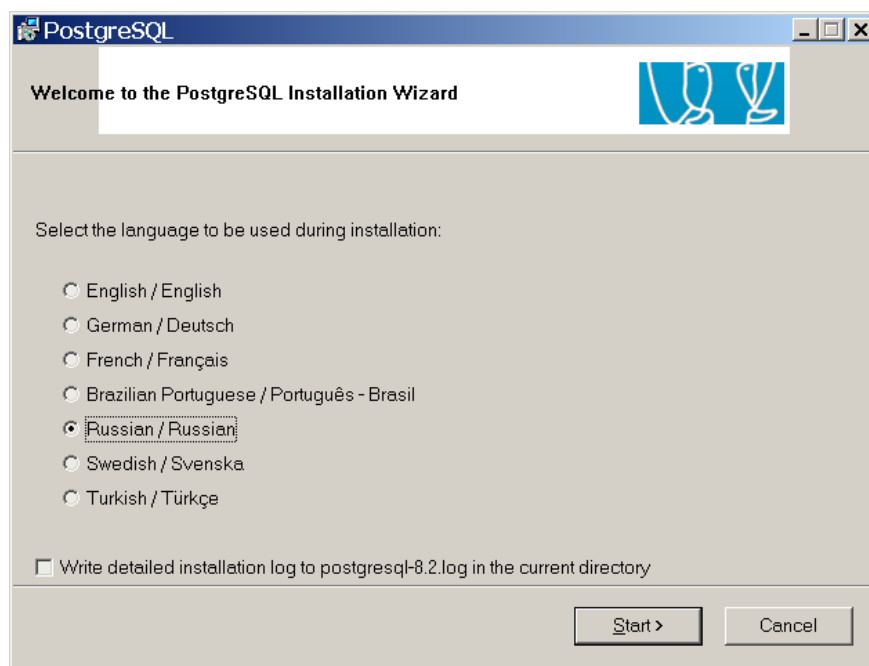 PostgreSQL
Welcome to the PostgreSQL Installation Wizard
Select the language to be used during installation:
English / English
German / Deutsch
French / Français
Brazilian Portuguese / Português - Brasil
Russian / Russian
Swedish / Svenska
Turkish / Türkçe
Write detailed installation log to postgresql-8.2.log in the current directory
Start >
Cancel